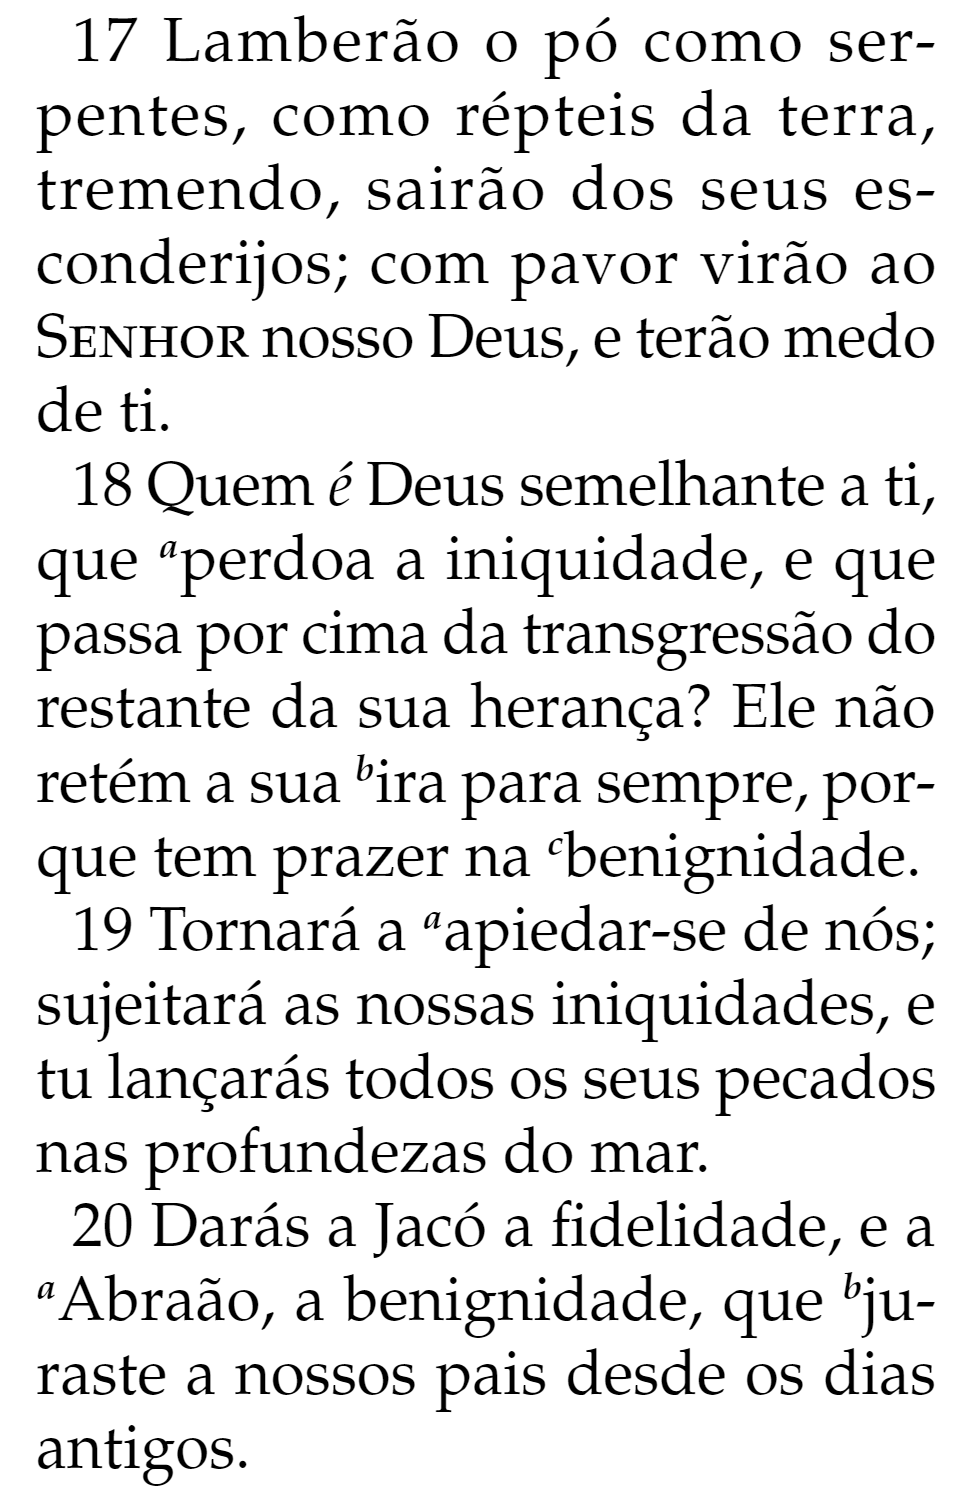 17 Lamberão o pó como ser-
pentes, como répteis da terra,
tremendo, sairão dos seus es-
conderijos; com pavor virão ao
SENHOR nosso Deus, e terão medo
de ti.
18 Quem é Deus semelhante a ti,
que aperdoa a iniquidade, e que
passa por cima da transgressão do
restante da sua herança? Ele não
retém a sua bira para sempre, por-
que tem prazer na cbenignidade.
19 Tornará a aapiedar-se de nós;
sujeitará as nossas iniquidades, e
tu lançarás todos os seus pecados
nas profundezas do mar.
20 Darás a Jacó a fidelidade, e a
aAbraão, a benignidade, que bju-
raste a nossos pais desde os dias
antigos.